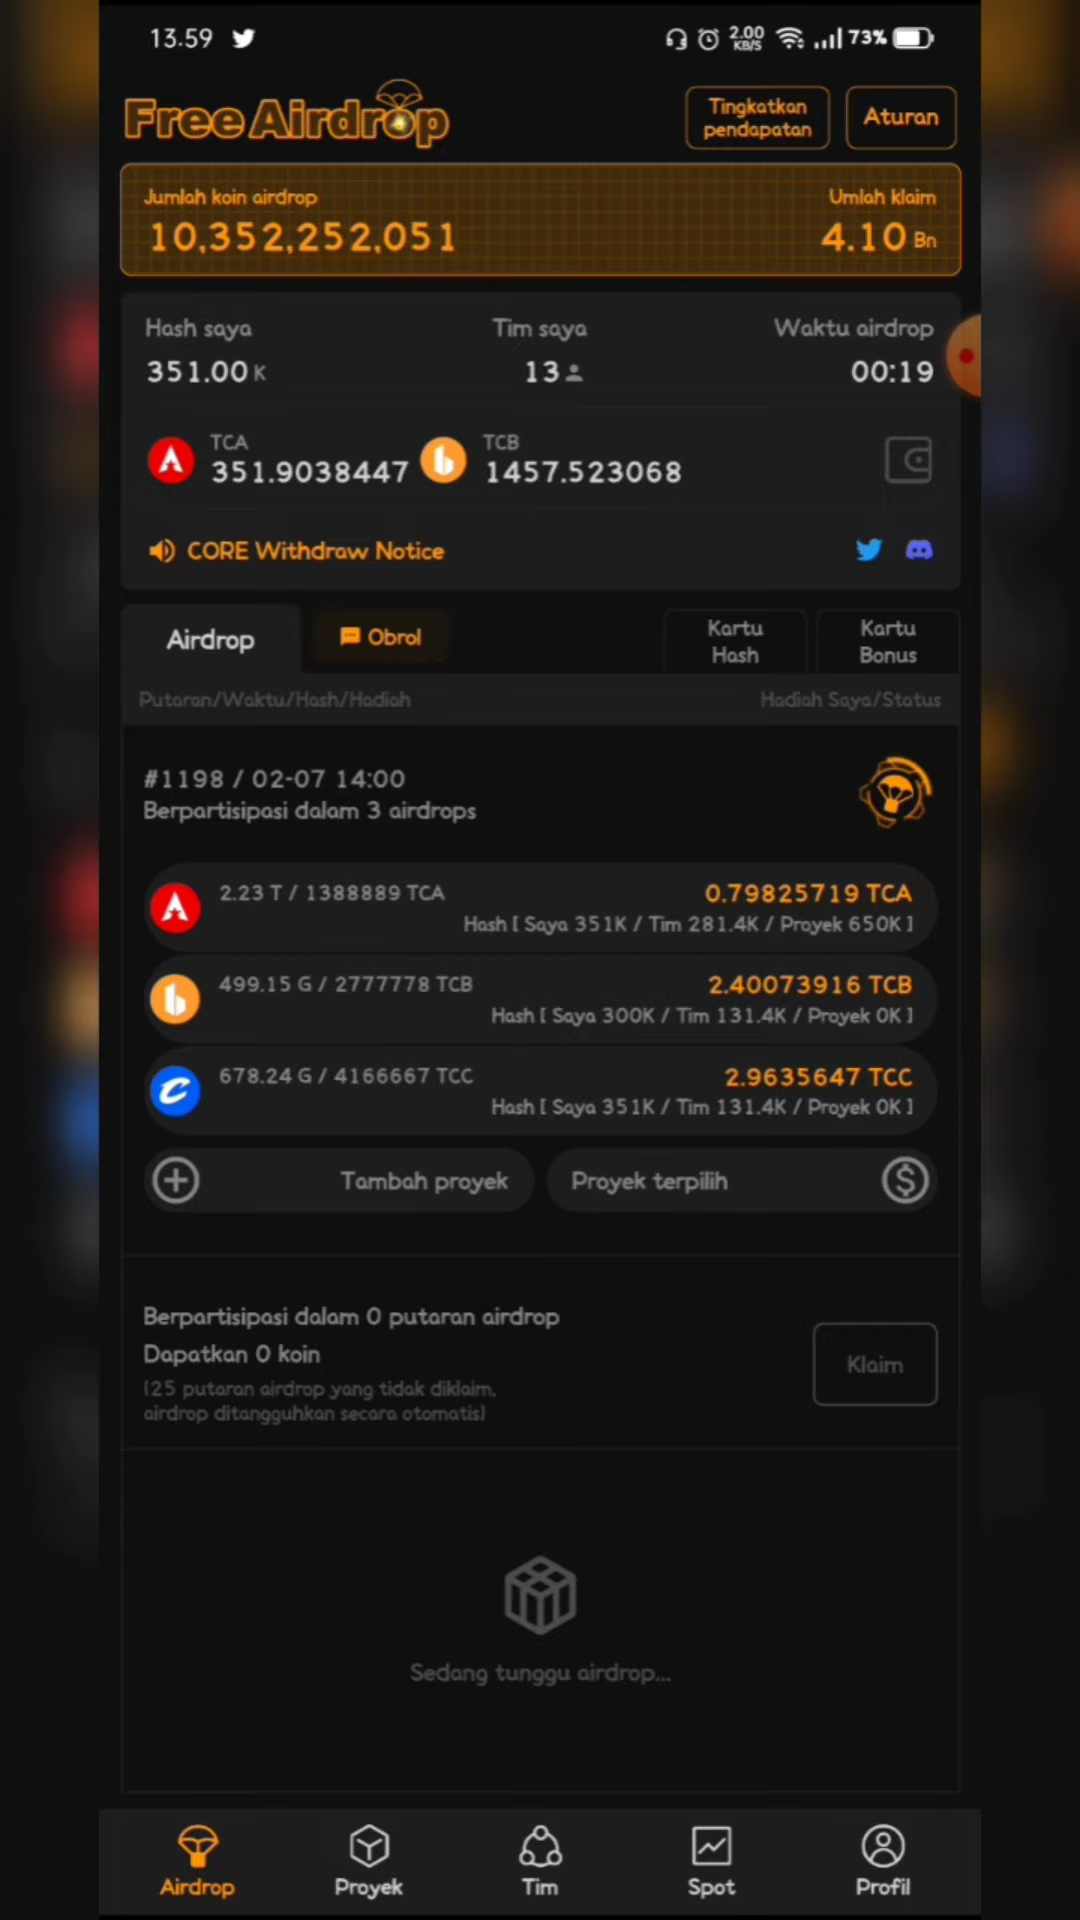 13.59
2.00
KB/S
73%
Free Airdrop
Tingkatkan
pendapatan
Aturan
Jumlah koin airdrop
Umlah klaim
10,352,252,051
4.10 Bn
Hash saya
Tim saya
Waktu airdrop
351.00 K
13
00:19
TCA
351.9038447
TCB
1457.523068
CORE Withdraw Notice
Airdrop
Obrol
Kartu
Hash
Kartu
Bonus
Putaran/Waktu/Hash/Hadiah
Hadiah Saya/Status
#1198 / 02-07 14:00
Berpartisipasi dalam 3 airdrops
2.23 T / 1388889 TCA
0.79825719 TCA
Hash [ Saya 351K / Tim 281.4K / Proyek 650K ]
499.15 G / 2777778 TCB
2.40073916 TCB
Hash [ Saya 300K / Tim 131.4K / Proyek 0K ]
678.24 G / 4166667 TCC
2.9635647 TCC
Hash [ Saya 351K / Tim 131.4K / Proyek 0K ]
Tambah proyek
Proyek terpilih
Berpartisipasi dalam 0 putaran airdrop
Dapatkan 0 koin
[25 putaran airdrop yang tidak diklaim,
airdrop ditangguhkan secara otomatis]
Klaim
Sedang tunggu airdrop...
Airdrop
Proyek
Tim
Spot
Profil